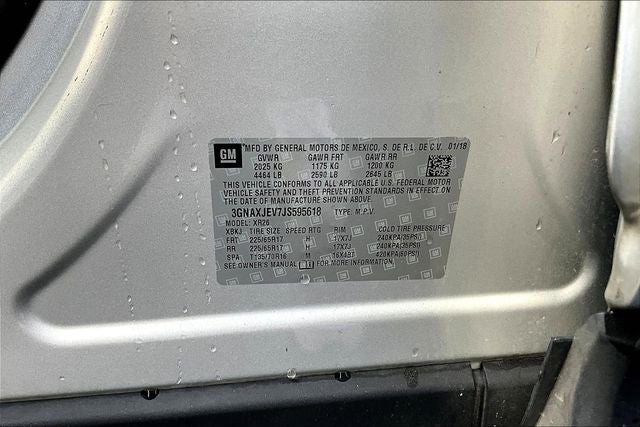 GM
MFD BY GENERAL MOTORS DE MEXICO, S. DE R.L. DE C.V. 01/18
GVWR GAWR FRT GAWR RR
2025 KG 1175 KG 1200 KG
4464 LB 2590 LB 2645 LB
THIS VEHICLE CONFORMS TO ALL APPLICABLE U.S. FEDERAL MOTOR
VEHICLE SAFETY AND THEFT PREVENTION STANDARDS IN EFFECT ON
THE DATE OF MANUFACTURE SHOWN ABOVE.
3GNAXJEV7JS595618 TYPE: M.P.V.
MODEL: XR26
XBKJ TIRE SIZE SPEED RTG RIM COLD TIRE PRESSURE
FRT 225/65R17 H 17X7J 240KPA(35PSI)
RR 225/65R17 H 17X7J 240KPA(35PSI)
SPA T135/70R16 M 16X4BT 420KPA(60PSI)
SEE OWNER'S MANUAL FOR MORE INFORMATION